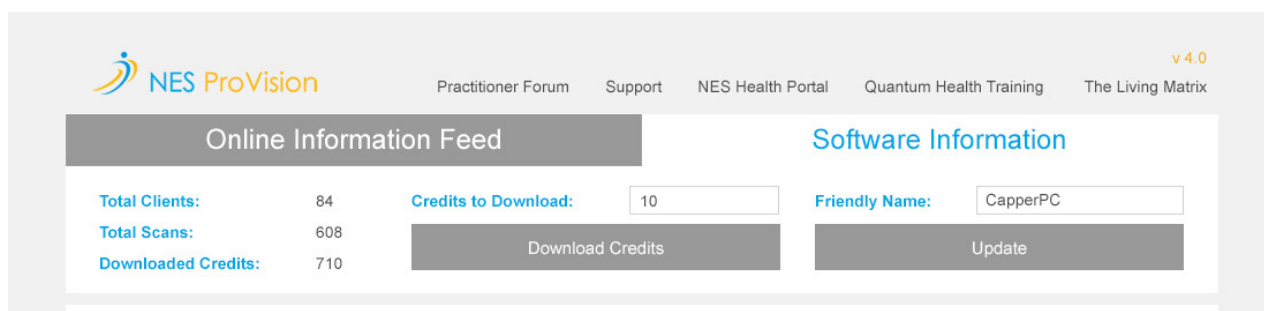 v 4.0
NES ProVision
Practitioner Forum Support NES Health Portal Quantum Health Training The Living Matrix
Online Information Feed Software Information
Total Clients: 84 Credits to Download: 10 Friendly Name: CapperPC
Total Scans: 608
Download Credits Update
Downloaded Credits: 710